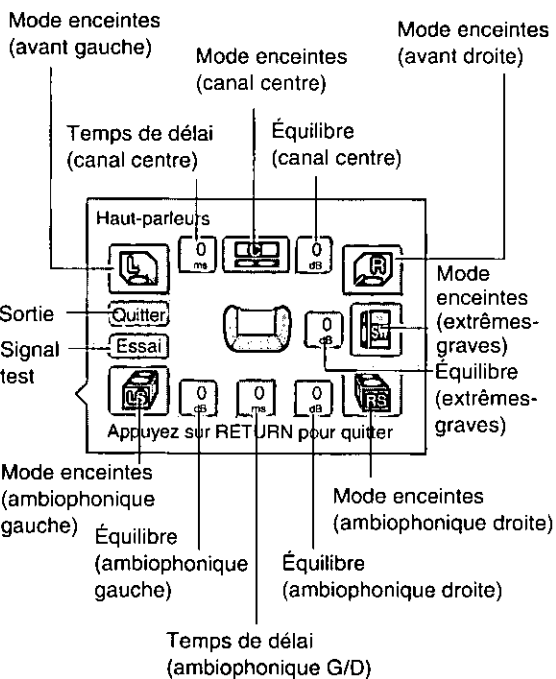 Mode enceintes
(avant gauche)
Mode enceintes
(canal centre)
Mode enceintes
(avant droite)
Temps de délai
(canal centre)
Équilibre
(canal centre)
Haut-parleurs
L
0
ms
0
dB
R
Mode
enceintes
(extrêmes-
graves)
Sortie
Quitter
0
dB
SW
Signal
test
Essai
Équilibre
(extrêmes-
graves)
LS
0
dB
0
ms
0
dB
RS
Appuyez sur RETURN pour quitter
Mode enceintes
(ambiophonique
gauche)
Mode enceintes
(ambiophonique droite)
Équilibre
(ambiophonique
gauche)
Équilibre
(ambiophonique droite)
Temps de délai
(ambiophonique G/D)